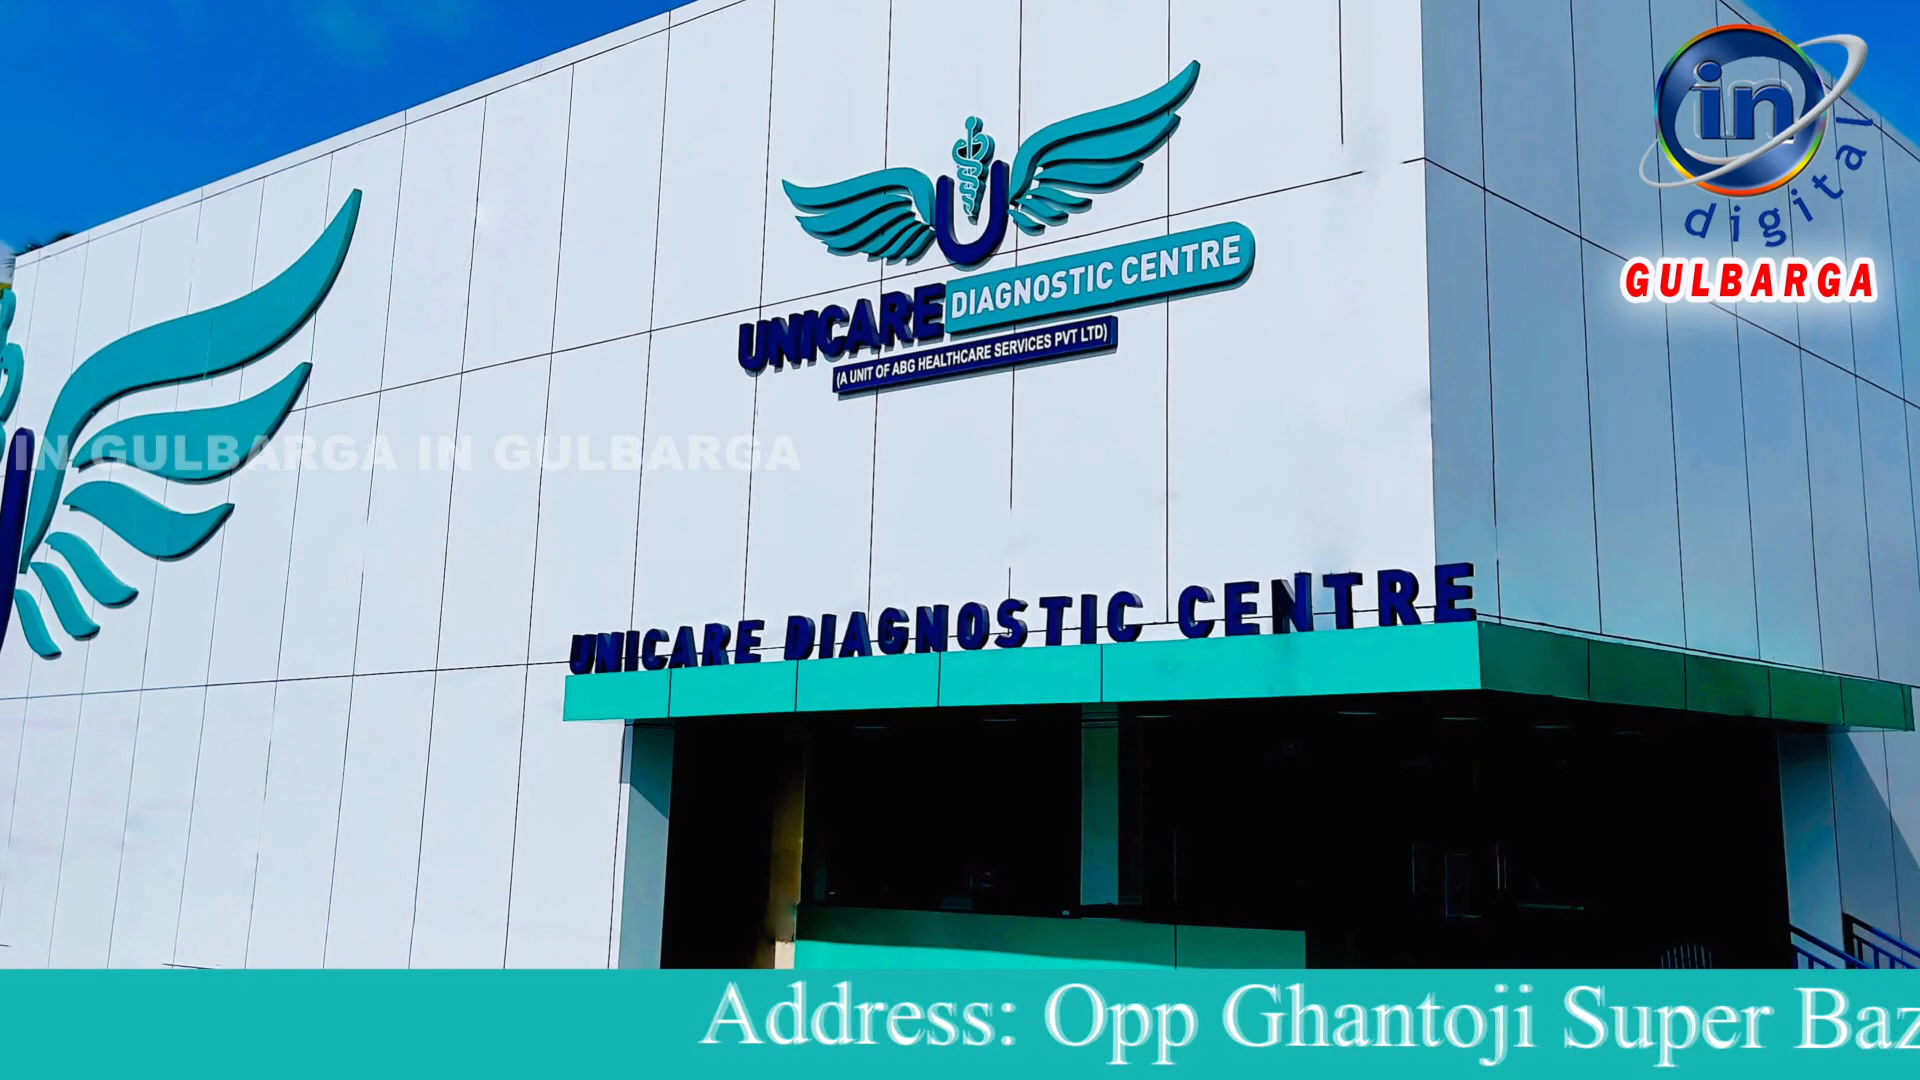 in
digital
GULBARGA
U
UNICARE DIAGNOSTIC CENTRE
(A UNIT OF ABG HEALTHCARE SERVICES PVT LTD)
IN GULBARGA IN GULBARGA
UNICARE DIAGNOSTIC CENTRE
Address: Opp Ghantoji Super Baz